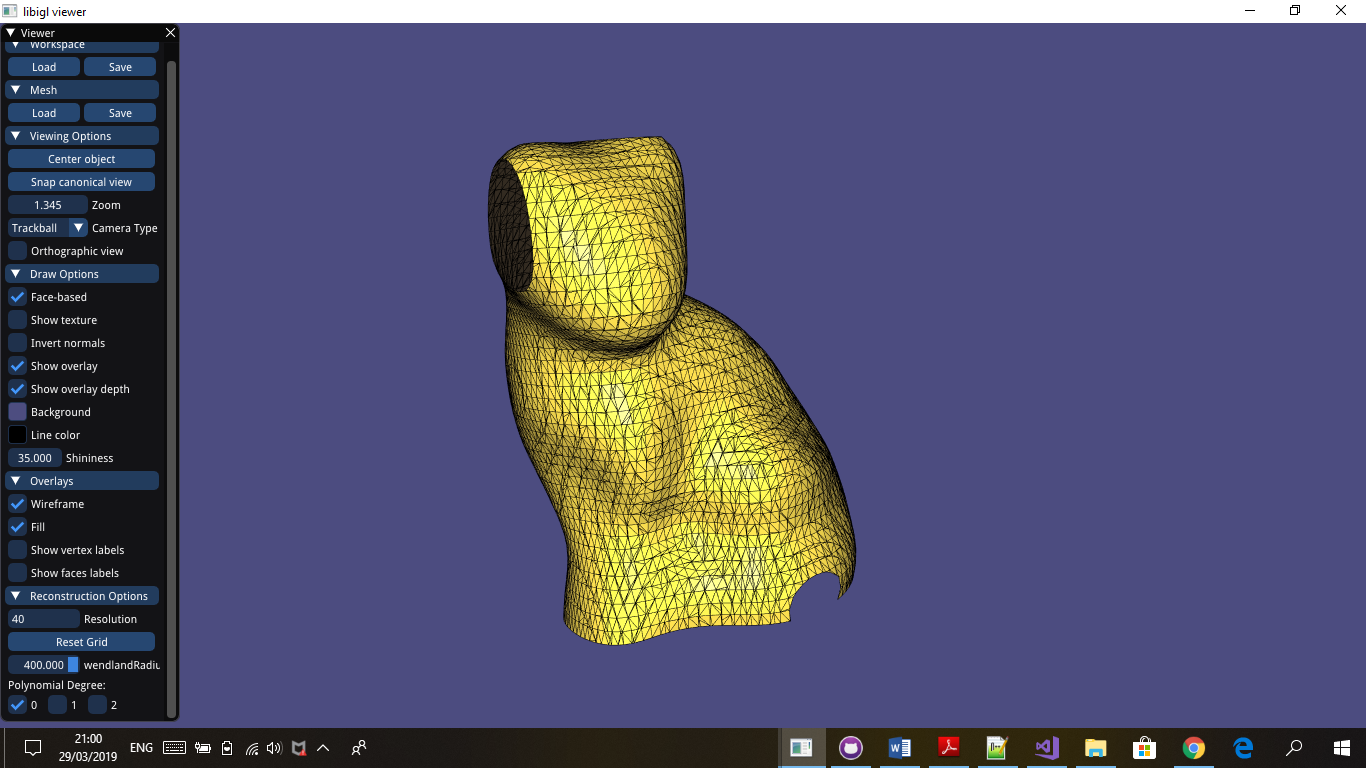 libigl viewer
Viewer
Workspace
Load Save
Mesh
Load Save
Viewing Options
Center object
Snap canonical view
1.345 Zoom
Trackball Camera Type
Orthographic view
Draw Options
Face-based
Show texture
Invert normals
Show overlay
Show overlay depth
Background
Line color
35.000 Shininess
Overlays
Wireframe
Fill
Show vertex labels
Show faces labels
Reconstruction Options
40 Resolution
Reset Grid
400.000 wendlandRadiu
Polynomial Degree:
0 1 2
21:00
ENG
29/03/2019